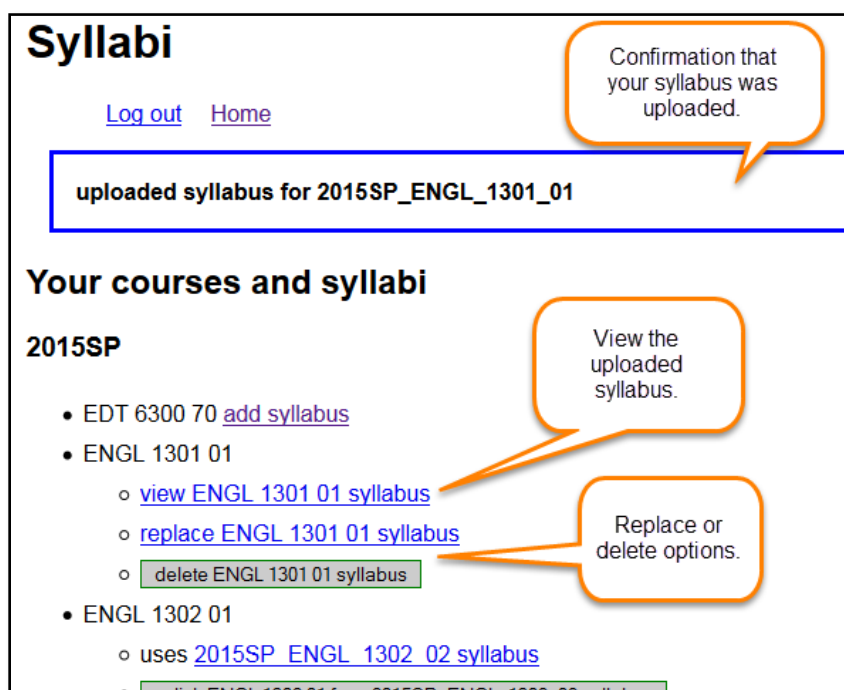 Syllabi
Confirmation that
your syllabus was
uploaded.
Log out Home
uploaded syllabus for 2015SP_ENGL_1301_01
Your courses and syllabi
2015SP
View the
uploaded
syllabus.
• EDT 6300 70 add syllabus
• ENGL 1301 01
○ view ENGL 1301 01 syllabus
○ replace ENGL 1301 01 syllabus
○ delete ENGL 1301 01 syllabus
Replace or
delete options.
• ENGL 1302 01
○ uses 2015SP_ENGL_1302_02 syllabus